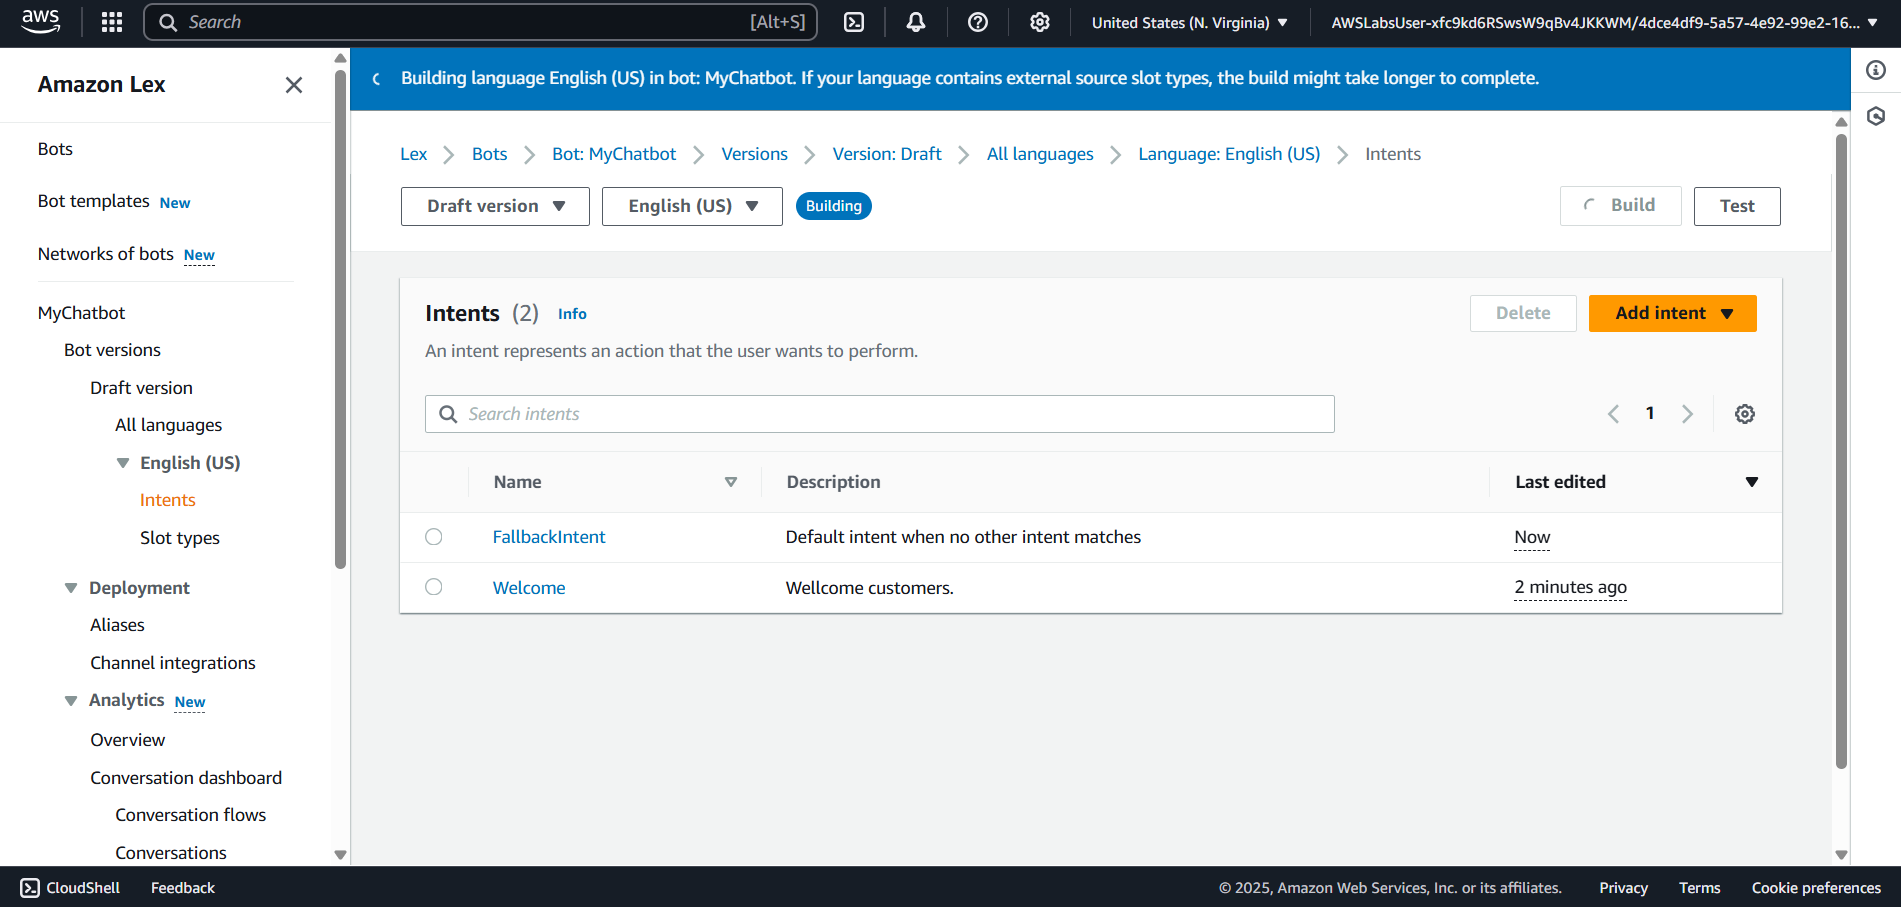 aws
Search [Alt+S]
United States (N. Virginia)
AWSLabsUser-xfc9kd6RSwsW9qBv4JKKWM/4dce4df9-5a57-4e92-99e2-16...
Amazon Lex
Bots
Bot templates New
Networks of bots New
MyChatbot
Bot versions
Draft version
All languages
English (US)
Intents
Slot types
Deployment
Aliases
Channel integrations
Analytics New
Overview
Conversation dashboard
Conversation flows
Conversations
Building language English (US) in bot: MyChatbot. If your language contains external source slot types, the build might take longer to complete.
Lex Bots Bot: MyChatbot Versions Version: Draft All languages Language: English (US) Intents
Draft version English (US) Building Build Test
Intents (2) Info
Delete Add intent
An intent represents an action that the user wants to perform.
Search intents 1
Name Description Last edited
FallbackIntent Default intent when no other intent matches Now
Welcome Wellcome customers. 2 minutes ago
CloudShell Feedback © 2025, Amazon Web Services, Inc. or its affiliates. Privacy Terms Cookie preferences